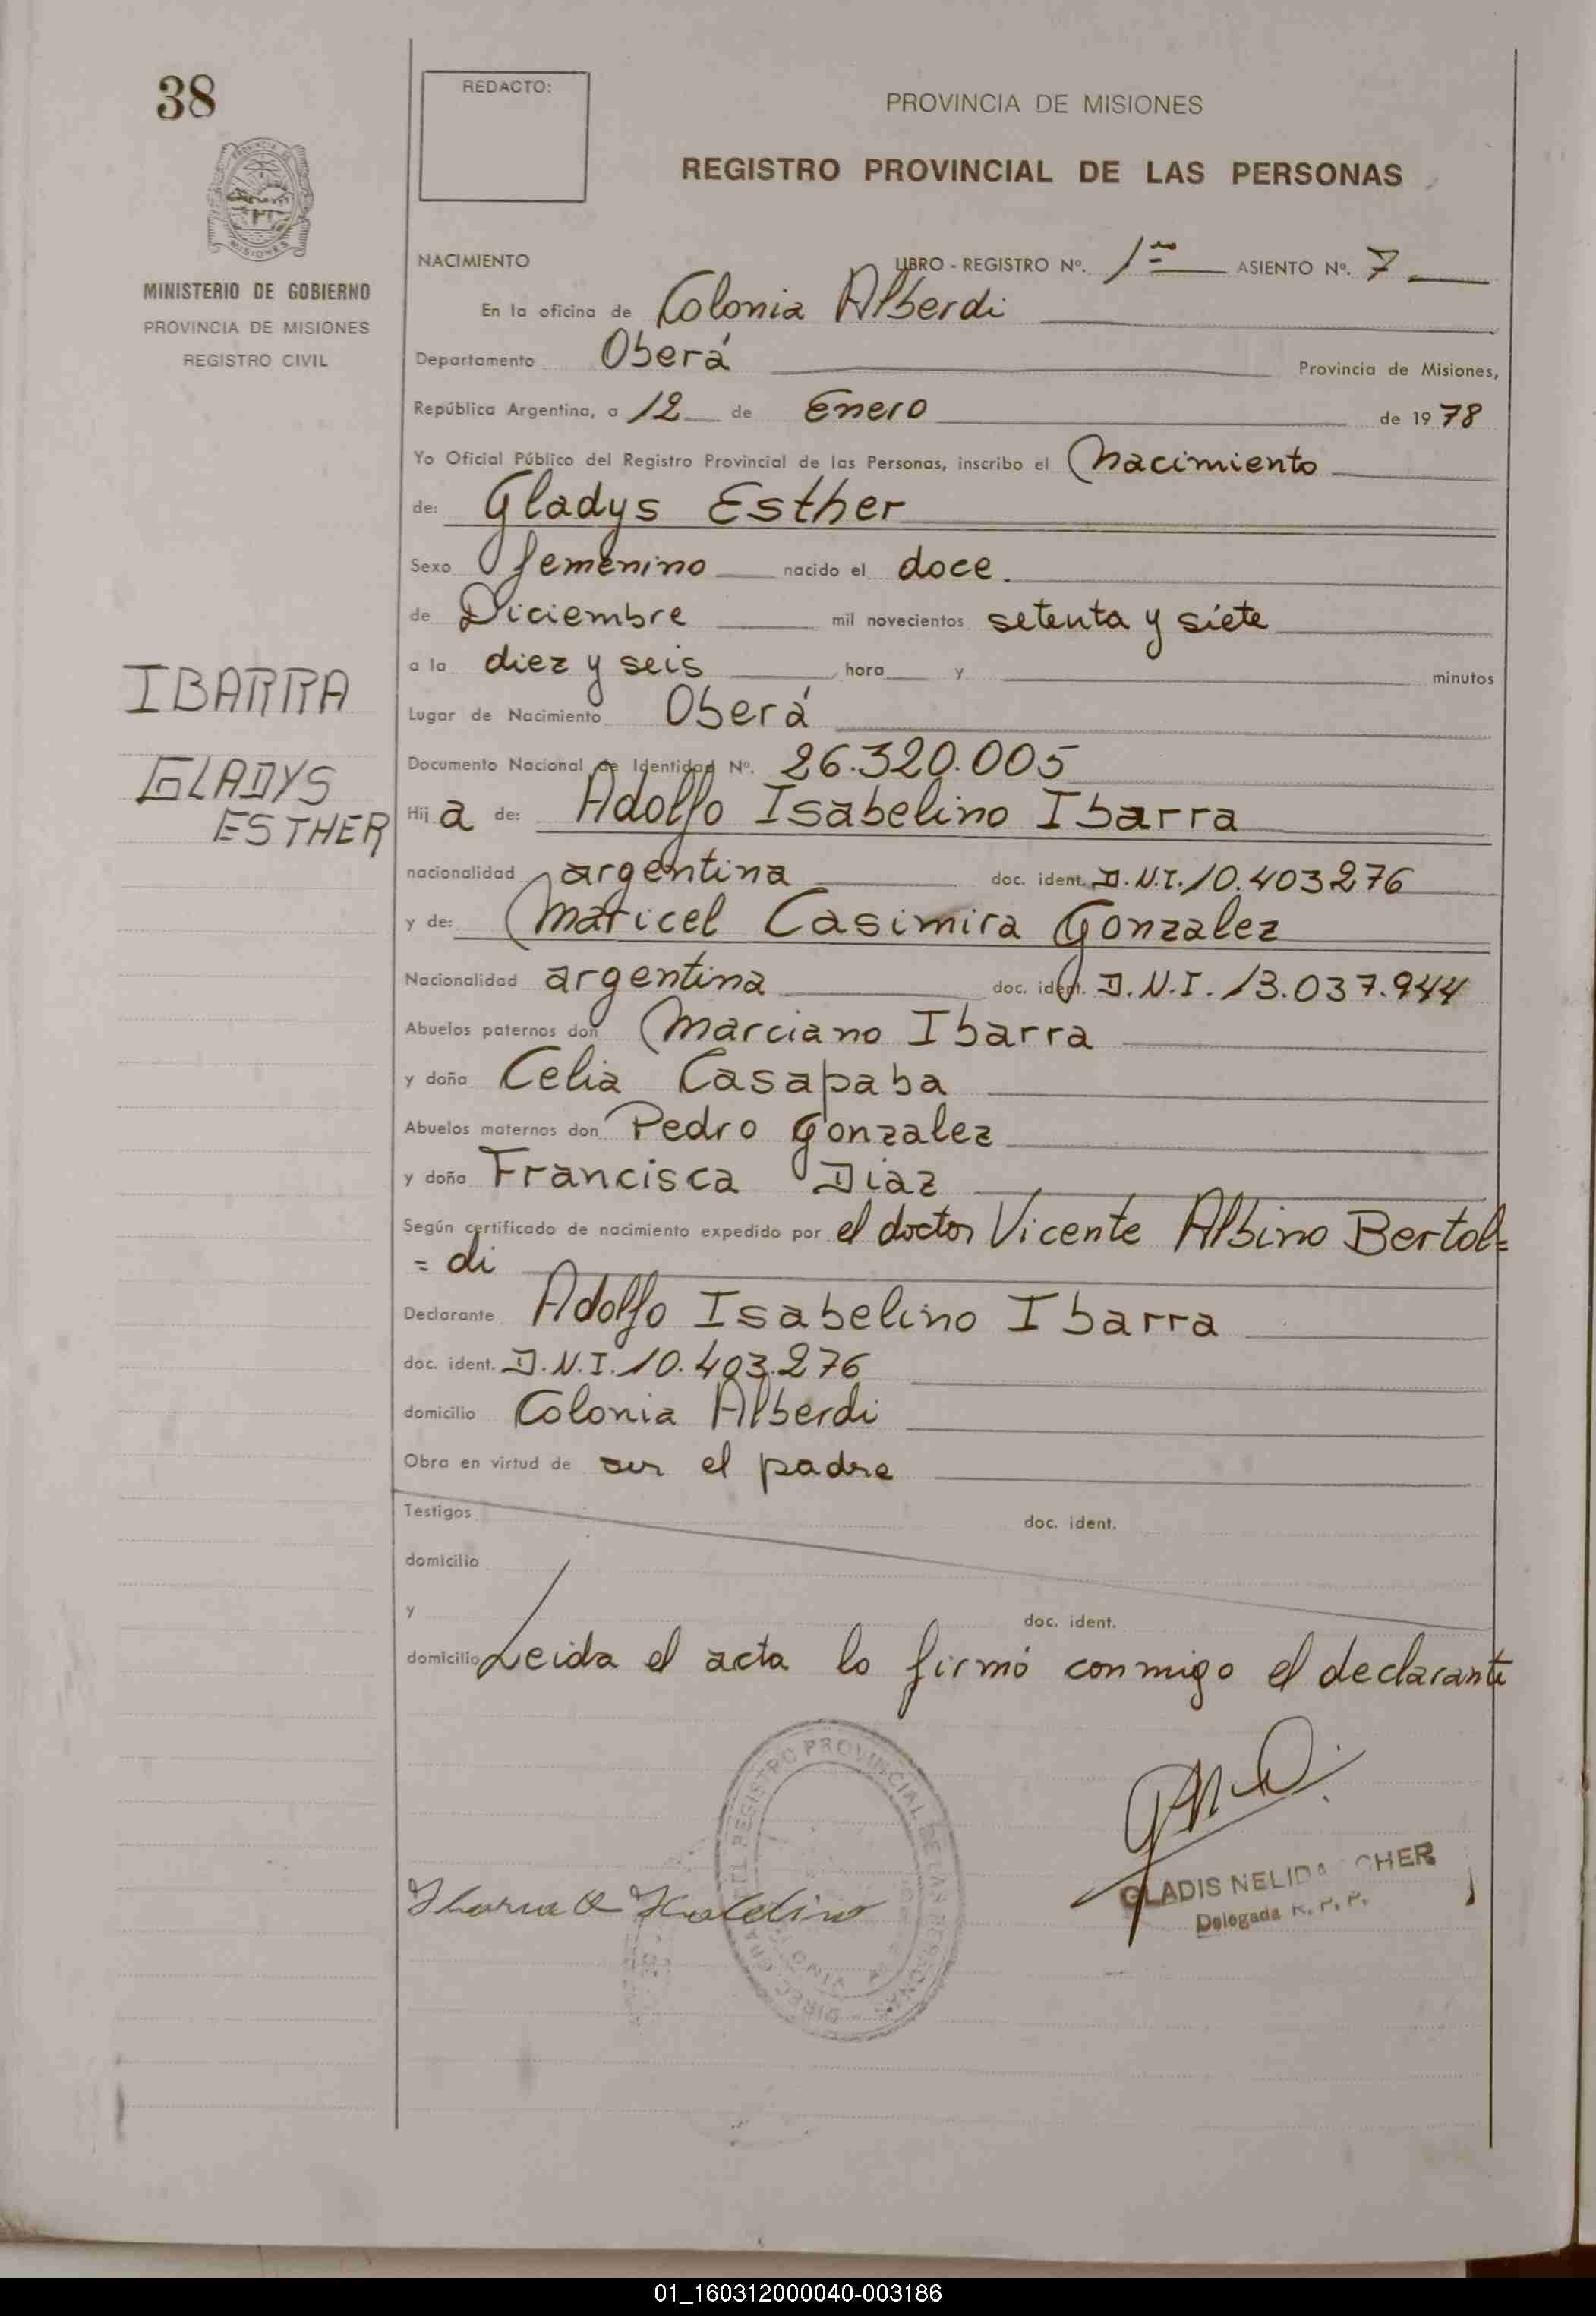 38
REDACTO:
PROVINCIA DE MISIONES
REGISTRO PROVINCIAL DE LAS PERSONAS
MINISTERIO DE GOBIERNO
PROVINCIA DE MISIONES
REGISTRO CIVIL
NACIMIENTO LIBRO - REGISTRO Nº. 1ro ASIENTO Nº. 7
En la oficina de Colonia Alberdi
Departamento Oberá Provincia de Misiones,
República Argentina, a 12 de Enero de 1978
Yo Oficial Público del Registro Provincial de las Personas, inscribo el Nacimiento
de: Gladys Esther
Sexo femenino nacido el doce
de Diciembre mil novecientos setenta y siete
a la diez y seis hora y minutos
IBARRA
Lugar de Nacimiento Oberá
GLADYS
ESTHER
Documento Nacional de Identidad Nº. 26.320.005
Hija de: Adolfo Isabelino Ibarra
nacionalidad argentina doc. ident. D.N.I. 10.403276
y de: Maricel Casimira Gonzalez
Nacionalidad argentina doc. ident. D.N.I. 13.037.944
Abuelos paternos don Marciano Ibarra
y doña Celia Casapaba
Abuelos maternos don Pedro Gonzalez
y doña Francisca Diaz
Según certificado de nacimiento expedido por el doctor Vicente Albino Bertol=
= di
Declarante Adolfo Isabelino Ibarra
doc. ident. D.N.I. 10.403.276
domicilio Colonia Alberdi
Obra en virtud de ser el padre
Testigos doc. ident.
domicilio
y doc. ident.
domicilio Leida el acta lo firmó conmigo el declarante
REGISTRO PROVINCIAL DE LAS PERSONAS
GLADIS NELIDA
Delegada R. P. P.
01_160312000040-003186